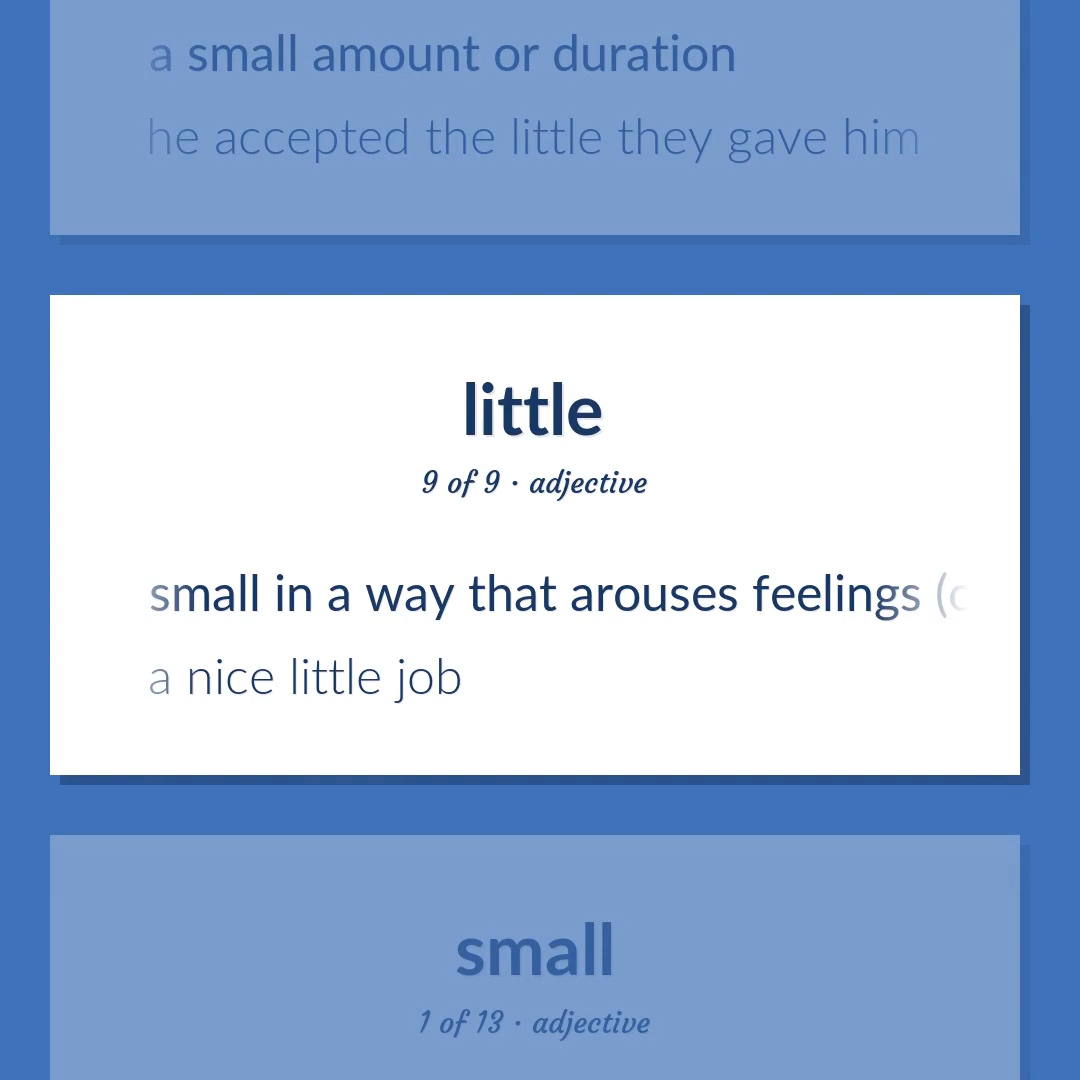 a small amount or duration
he accepted the little they gave him
little
9 of 9 · adjective
small in a way that arouses feelings
a nice little job
small
1 of 13 · adjective